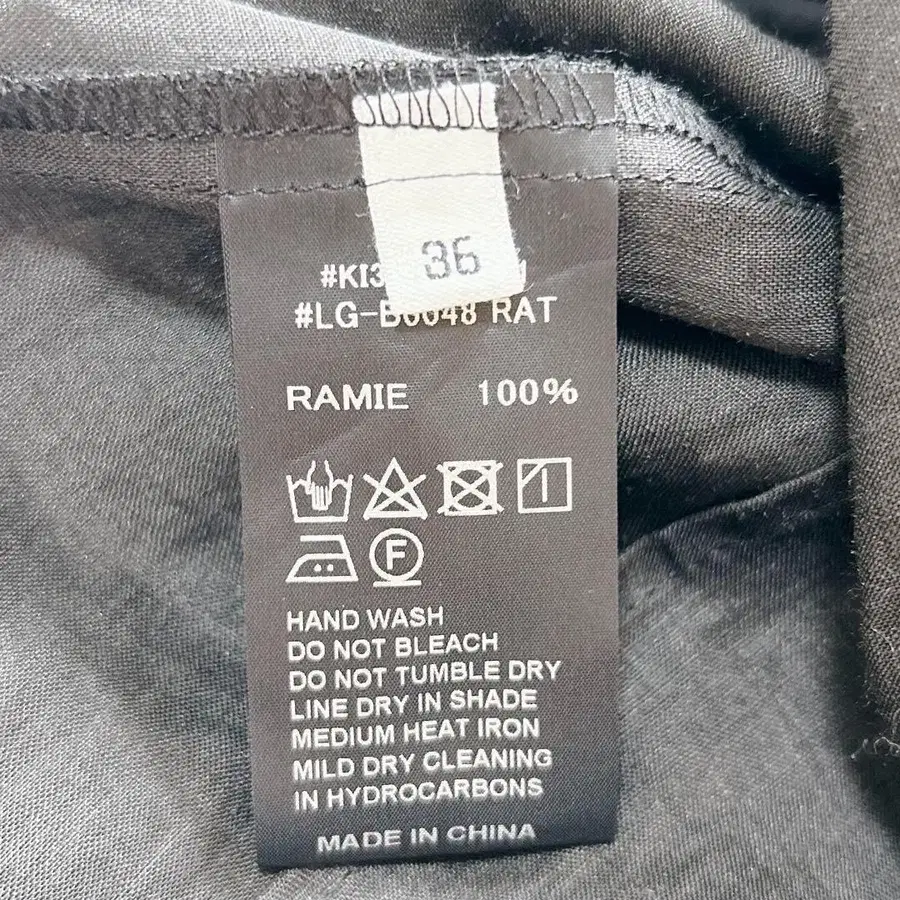 36
#LG-B0048 RAT
RAMIE 100%
F
HAND WASH
DO NOT BLEACH
DO NOT TUMBLE DRY
LINE DRY IN SHADE
MEDIUM HEAT IRON
MILD DRY CLEANING
IN HYDROCARBONS
MADE IN CHINA